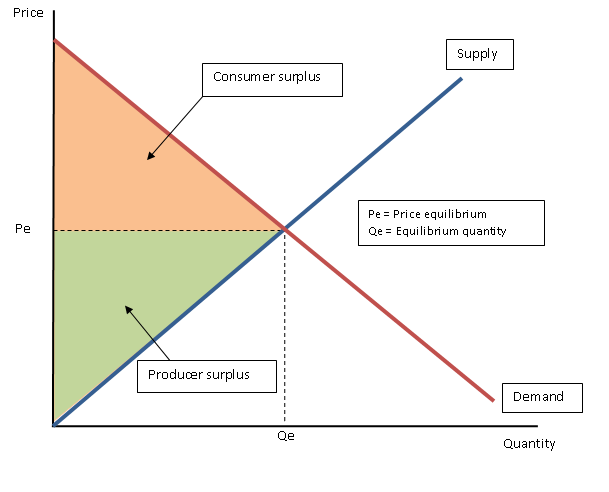 Price
Supply
Consumer surplus
Pe = Price equilibrium
Qe = Equilibrium quantity
Pe
Producer surplus
Demand
Qe
Quantity